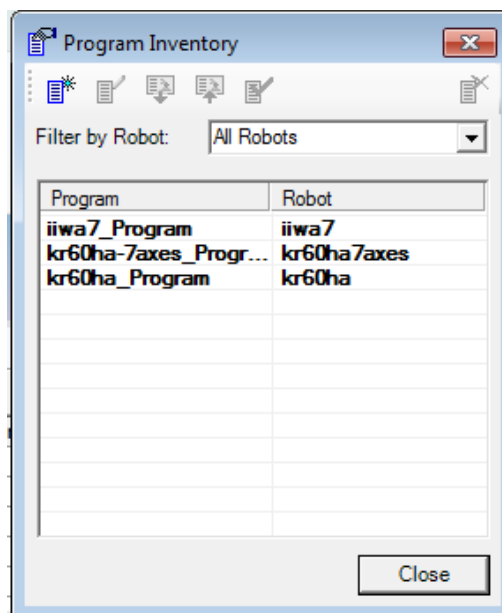 Program Inventory
Filter by Robot: All Robots
Program Robot
iiwa7_Program iiwa7
kr60ha-7axes_Progr... kr60ha7axes
kr60ha_Program kr60ha
Close